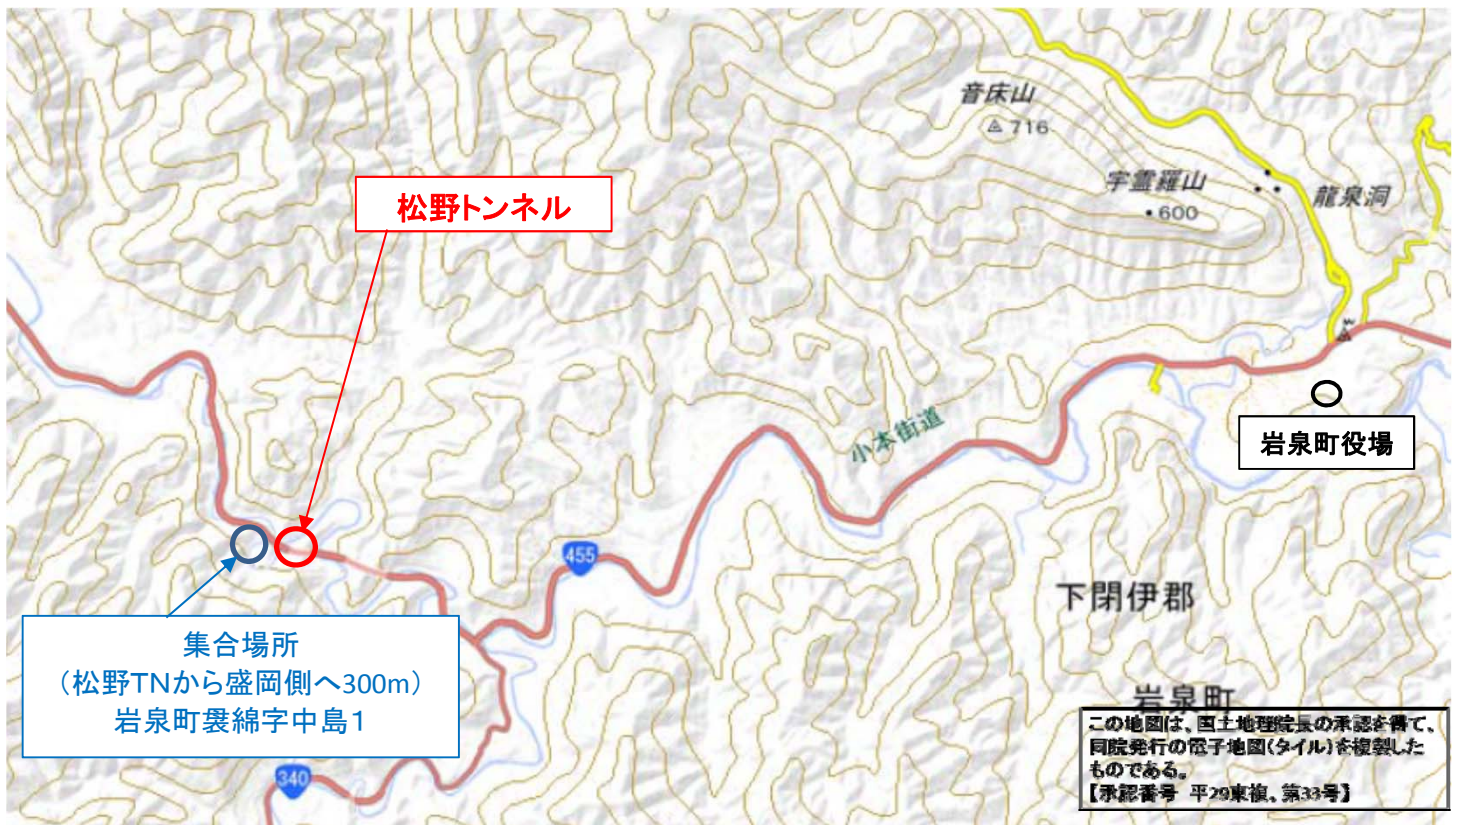 音床山
716
宇霊羅山
600
龍泉洞
松野トンネル
小本街道
岩泉町役場
455
下閉伊郡
集合場所
(松野TNから盛岡側へ300m)
岩泉町袰綿字中島1
岩泉町
340
この地図は、国土地理院長の承認を得て、
同院発行の電子地図(タイル)を複製した
ものである。
【承認番号 平29東複、第33号】